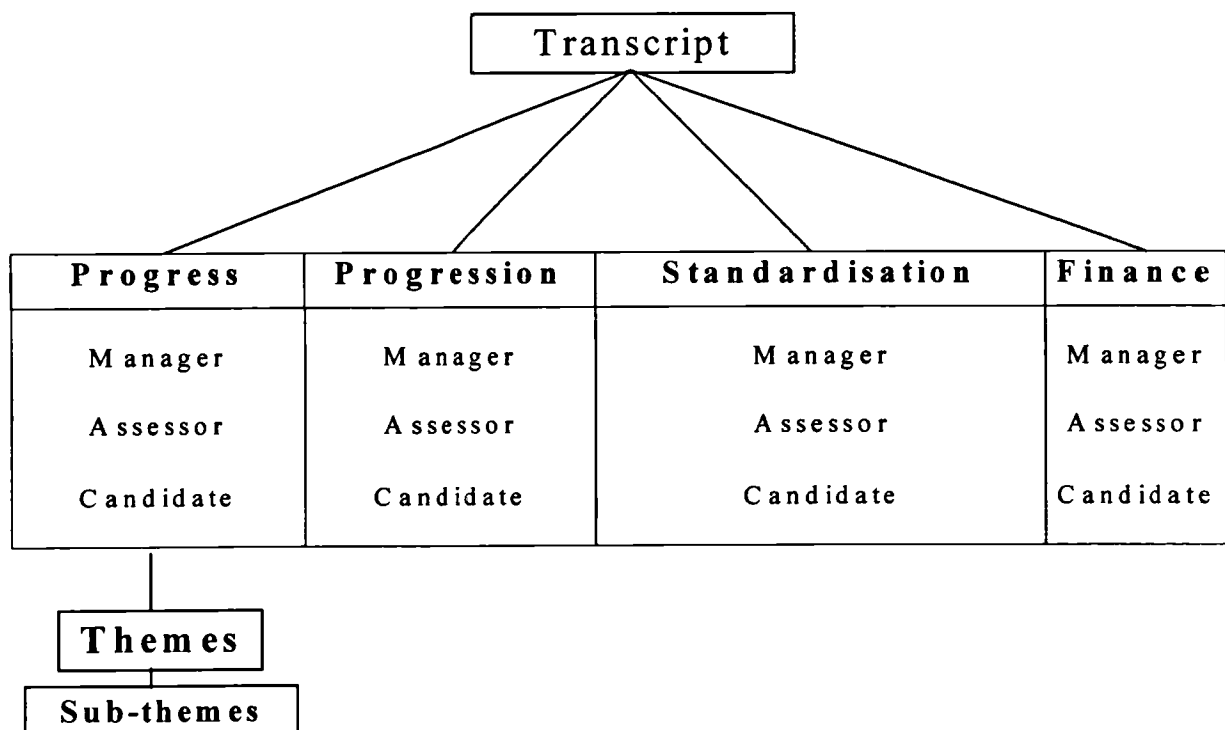 Transcript
Progress Progression Standardisation Finance
Manager Manager Manager Manager
Assessor Assessor Assessor Assessor
Candidate Candidate Candidate Candidate
Themes
Sub-themes